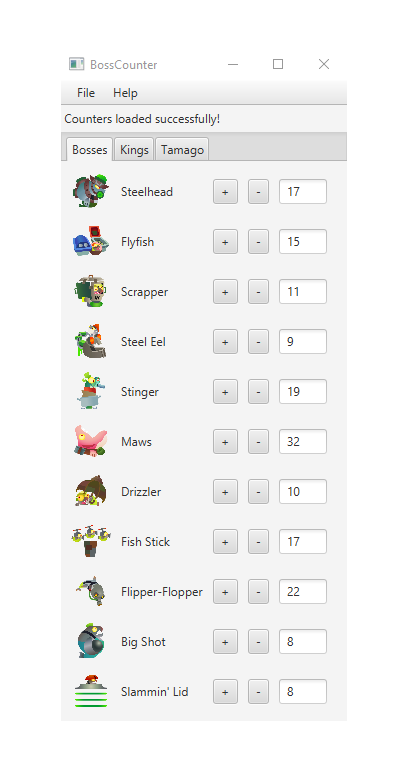 BossCounter
File Help
Counters loaded successfully!
Bosses Kings Tamago
Steelhead + - 17
Flyfish + - 15
Scrapper + - 11
Steel Eel + - 9
Stinger + - 19
Maws + - 32
Drizzler + - 10
Fish Stick + - 17
Flipper-Flopper + - 22
Big Shot + - 8
Slammin' Lid + - 8